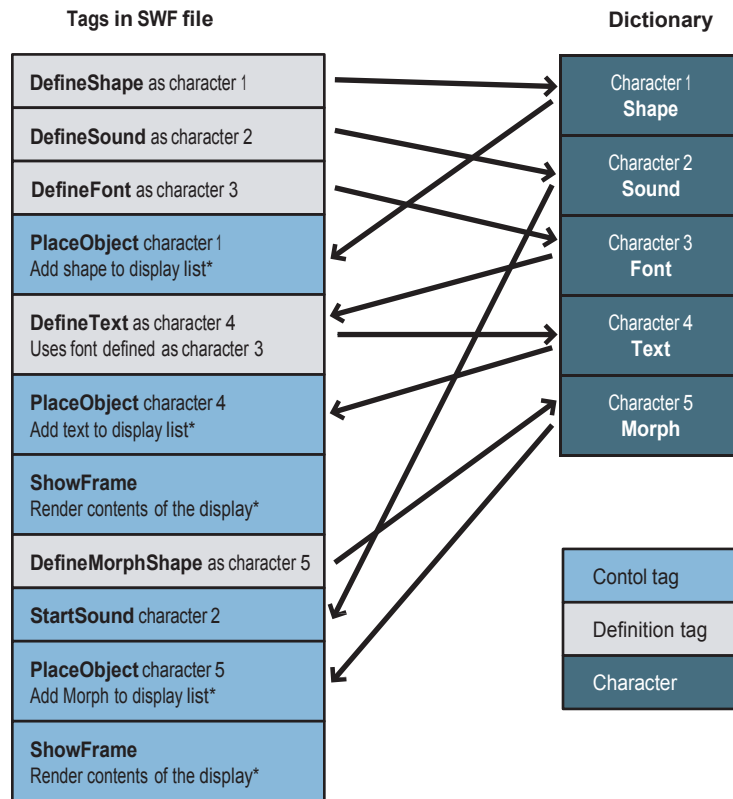 Tags in SWF file
DefineShape as character 1
DefineSound as character 2
DefineFont as character 3
PlaceObject character 1
Add shape to display list*
DefineText as character 4
Uses font defined as character 3
PlaceObject character 4
Add text to display list*
ShowFrame
Render contents of the display*
DefineMorphShape as character 5
StartSound character 2
PlaceObject character 5
Add Morph to display list*
ShowFrame
Render contents of the display*
Dictionary
Character 1
Shape
Character 2
Sound
Character 3
Font
Character 4
Text
Character 5
Morph
Contol tag
Definition tag
Character